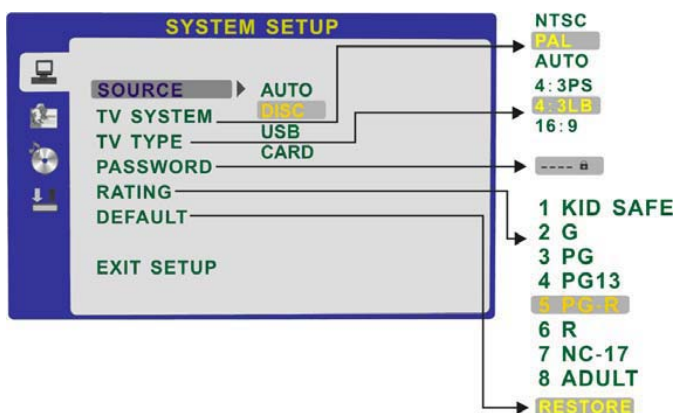 SYSTEM SETUP
SOURCE
TV SYSTEM
TV TYPE
PASSWORD
RATING
DEFAULT
EXIT SETUP
AUTO
DISC
USB
CARD
NTSC
PAL
AUTO
4:3PS
4:3LB
16:9
----
1 KID SAFE
2 G
3 PG
4 PG13
5 PG-R
6 R
7 NC-17
8 ADULT
RESTORE